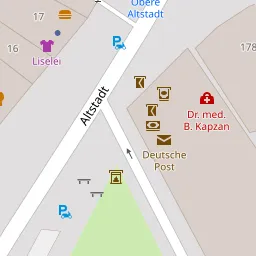 Obere
Altstadt
17
16
Liselei
178
Altstadt
Dr. med.
B. Kapzan
Deutsche
Post